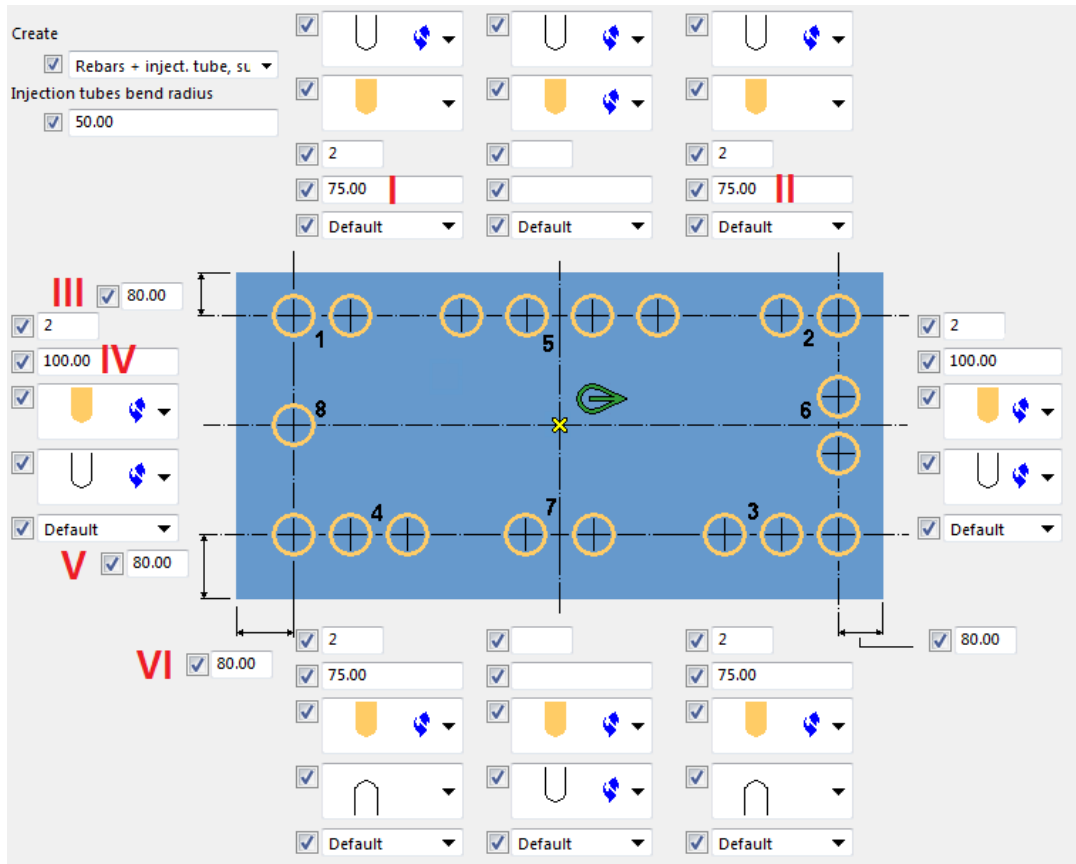 Create
Rebars + inject. tube, su
Injection tubes bend radius
50.00
2 2
75.00 I 75.00 II
Default Default Default
III 80.00
2 2
100.00 IV 100.00
1 5 2
8 6
4 7 3
Default Default
V 80.00
2 2 80.00
VI 80.00
75.00 75.00
Default Default Default